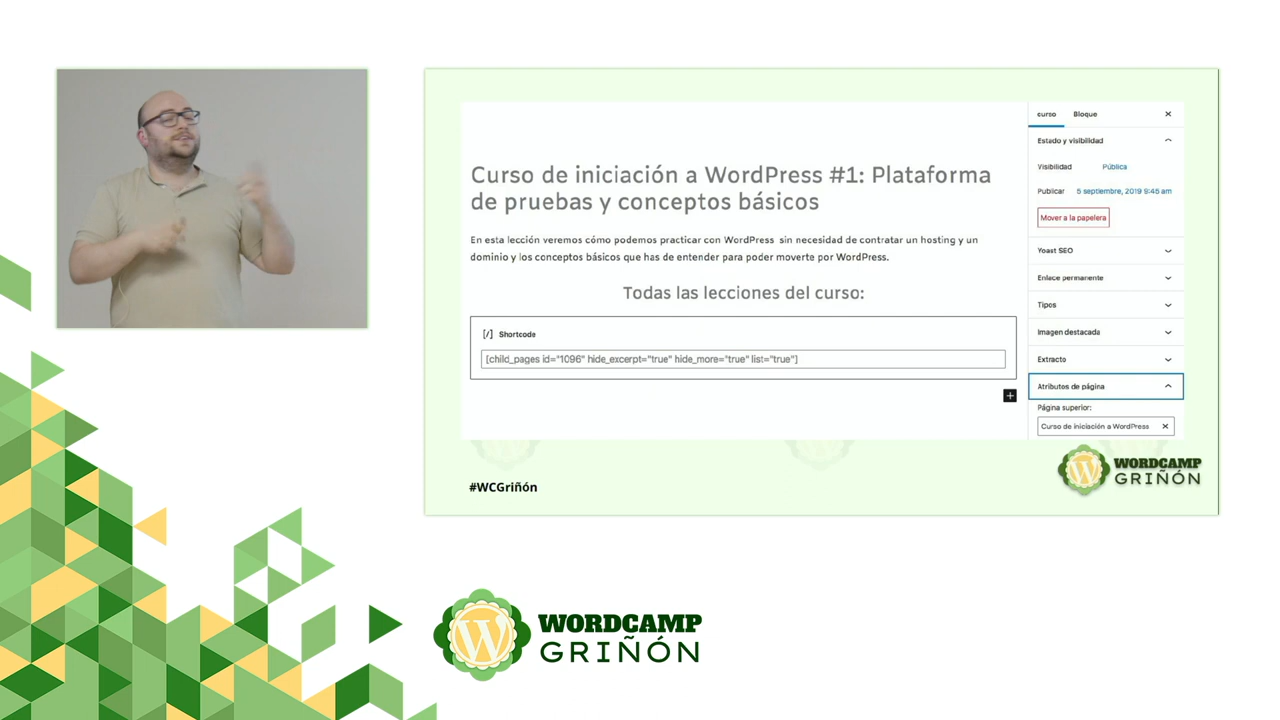 Curso de iniciación a WordPress #1: Plataforma
de pruebas y conceptos básicos
En esta lección veremos cómo podemos practicar con WordPress sin necesidad de contratar un hosting y un
dominio y los conceptos básicos que has de entender para poder moverte por WordPress.
Todas las lecciones del curso:
[/] Shortcode
[child_pages id="1096" hide_excerpt="true" hide_more="true" list="true"]
curso Bloque
Estado y visibilidad
Visibilidad Pública
Publicar 5 septiembre, 2019 9:45 am
Mover a la papelera
Yoast SEO
Enlace permanente
Tipos
Imagen destacada
Extracto
Atributos de página
Página superior:
Curso de iniciación a WordPress
#WCGriñón
WORDCAMP
GRIÑÓN
WORDCAMP
GRIÑÓN